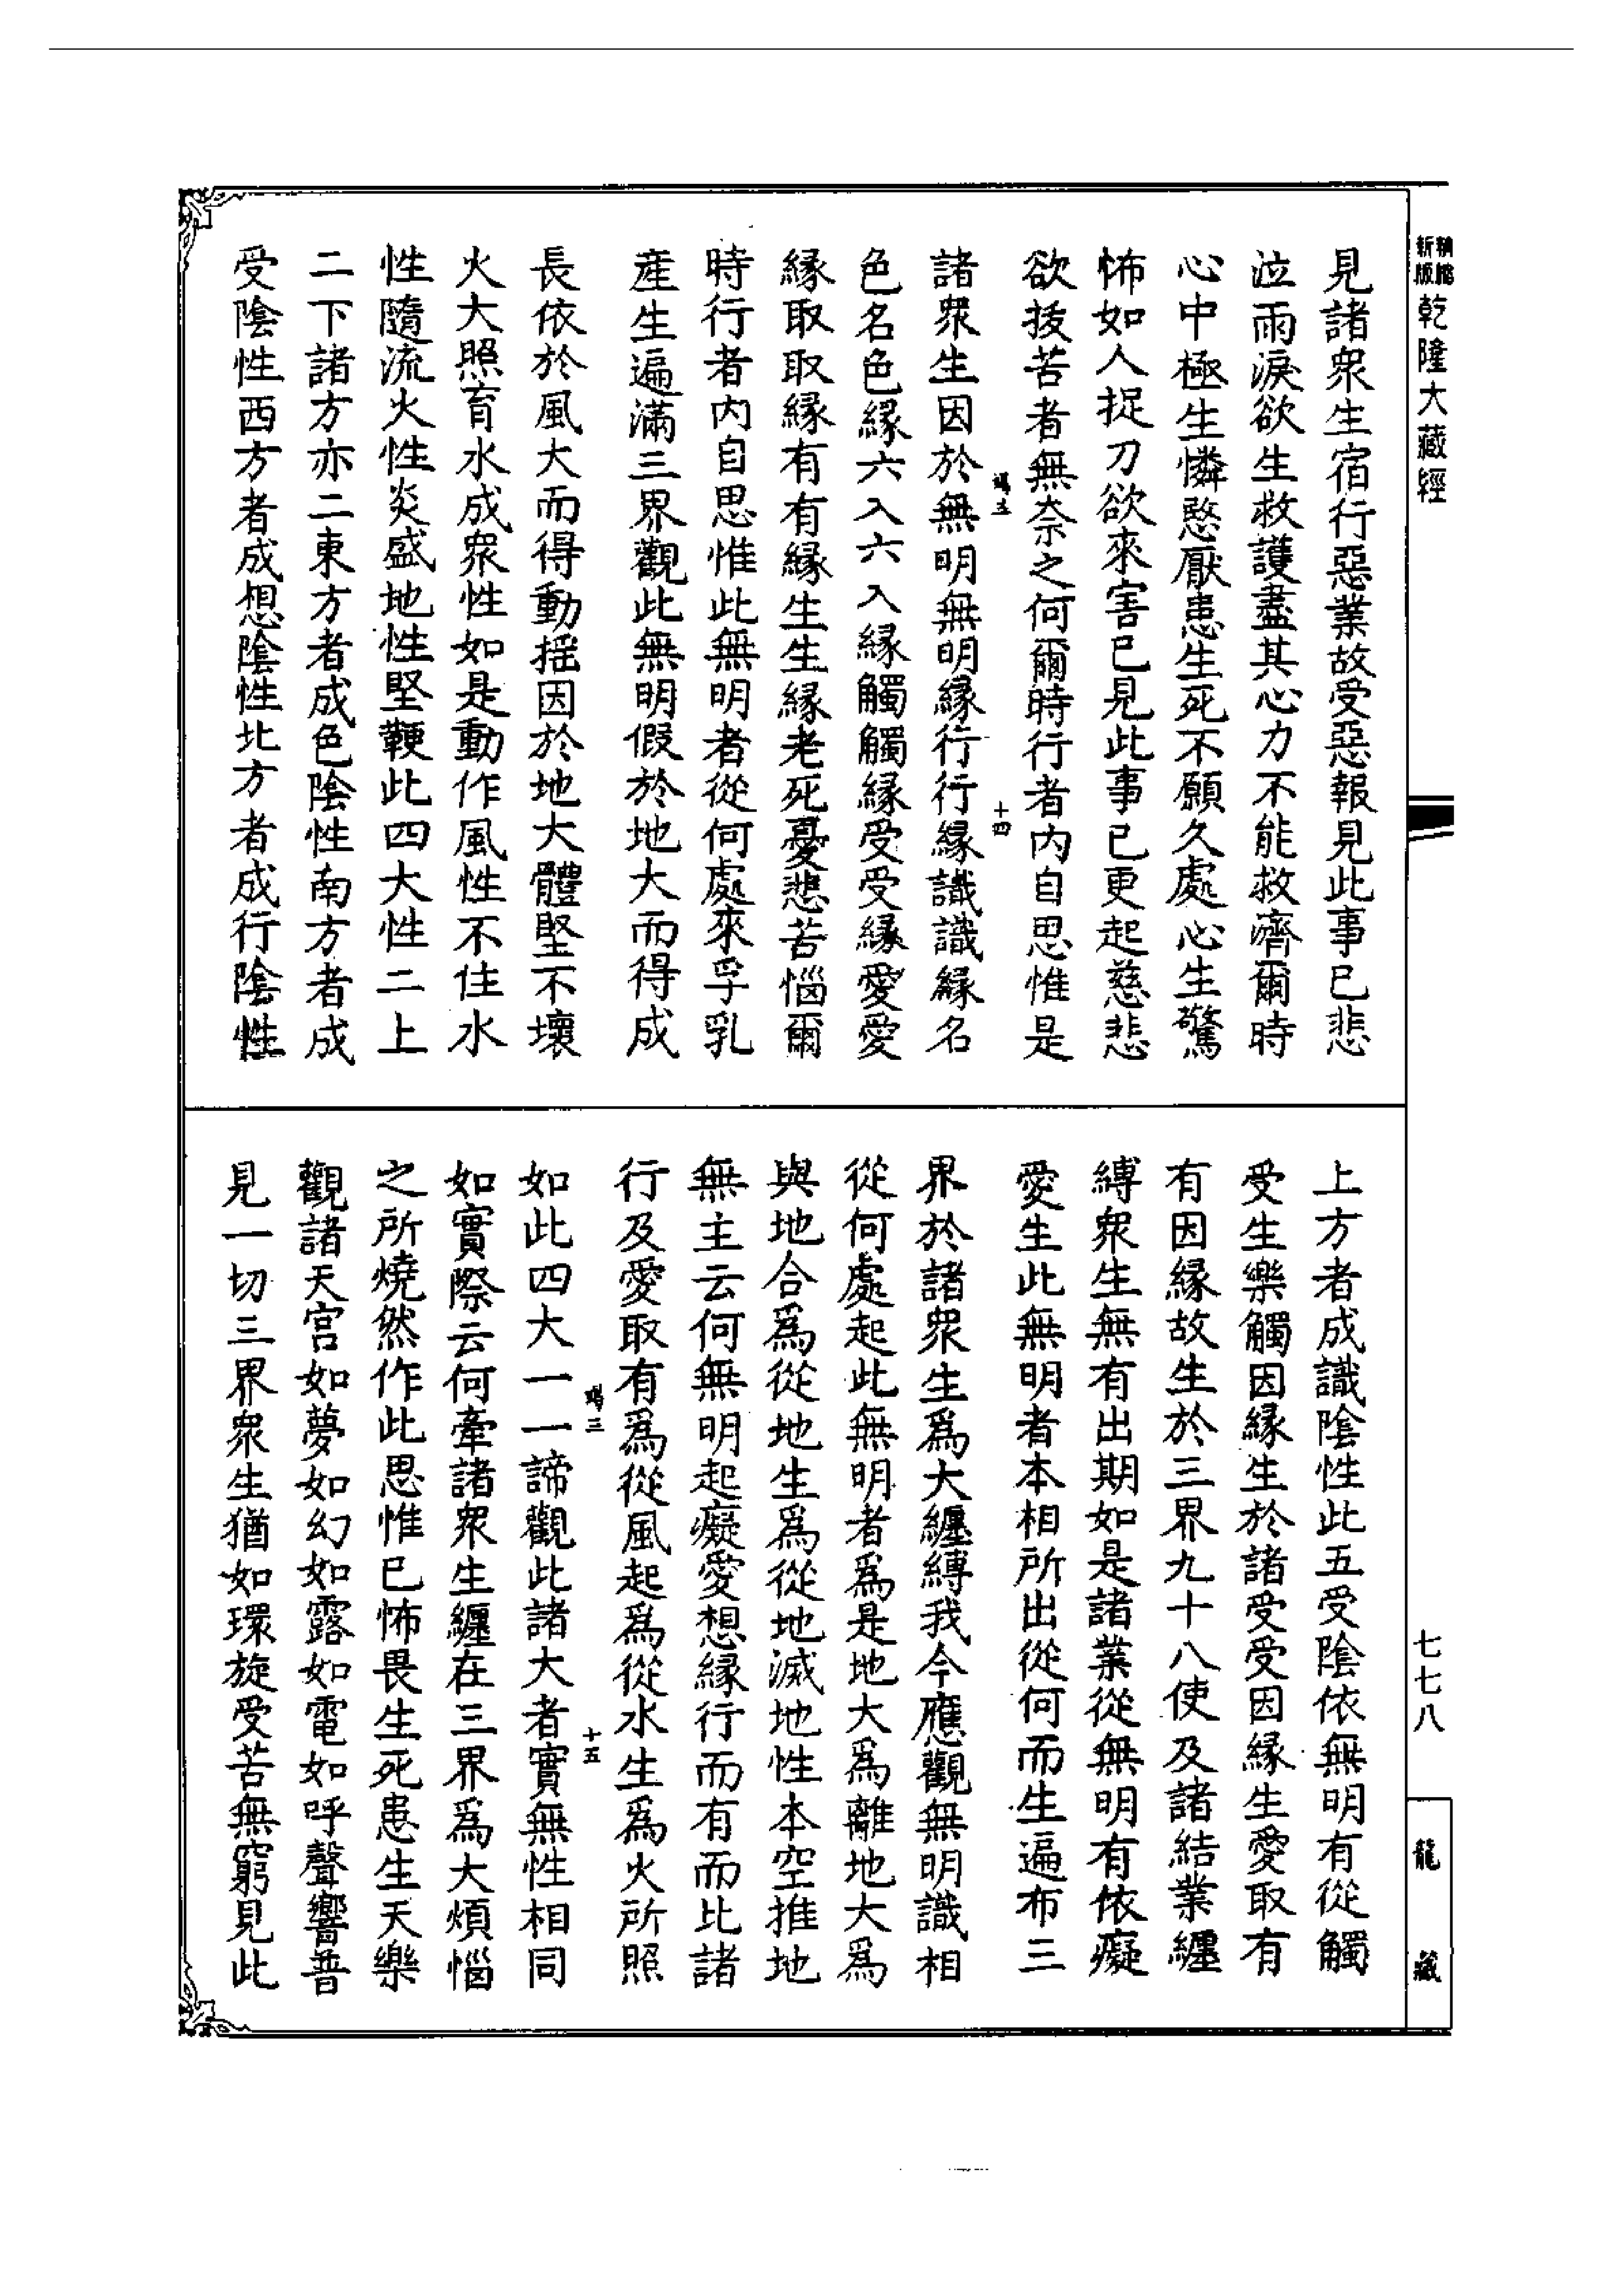 新版精縮
乾隆大藏經
七七八
龍藏
見諸衆生宿行惡業故受惡報見此事已悲
泣雨淚欲生救護盡其心力不能救濟爾時
心中極生憐愍厭患生死不願久處心生驚
怖如人捉刀欲來害已見此事已更起慈悲
欲拔苦者無奈之何爾時行者内自思惟是
十四
諸衆生因於無明無明緣行行緣識識緣名
色名色緣六入六入緣觸觸緣受受緣愛愛
緣取取緣有有緣生生緣老死憂悲苦惱爾
時行者内自思惟此無明者從何處來孚乳
産生遍滿三界觀此無明假於地大而得成
長依於風大而得動搖因於地大體堅不壞
火大照育水成衆性如是動作風性不住水
性隨流火性炎盛地性堅鞕此四大性二上
二下諸方亦二東方者成色陰性南方者成
受陰性西方者成想陰性北方者成行陰性
上方者成識陰性此五受陰依無明有從觸
受生樂觸因緣生於諸受受因緣生愛取有
有因緣故生於三界九十八使及諸結業纏
縛衆生無有出期如是諸業從無明有依癡
愛生此無明者本相所出從何而生遍布三
界於諸衆生爲大纏縛我今應觀無明識相
從何處起此無明者爲是地大爲離地大爲
與地合爲從地生爲從地滅地性本空推地
無主云何無明起癡愛想緣行而有而比諸
行及愛取有爲從風起爲從水生爲火所照
十五
如此四大一一諦觀此諸大者實無性相同
如實際云何牽諸衆生纏在三界爲大煩惱
之所燒然作此思惟已怖畏生死患生天樂
觀諸天宮如夢如幻如露如電如呼聲響普
見一切三界衆生猶如環旋受苦無窮見此